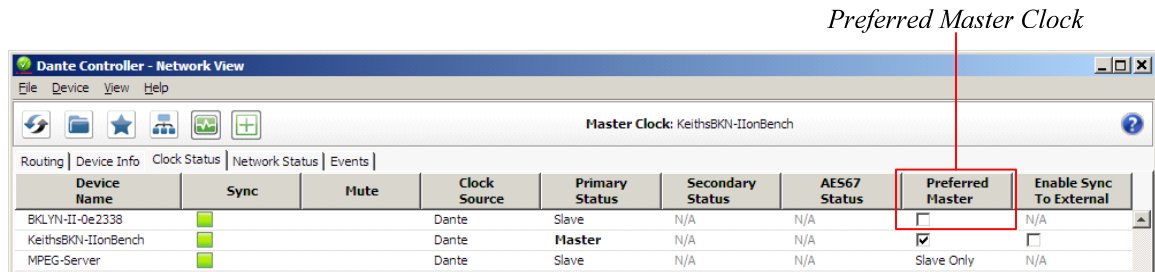 Preferred Master Clock
Dante Controller - Network View
File Device View Help
Master Clock: KeithsBKN-IIonBench
Routing Device Info Clock Status Network Status Events
Device Name Sync Mute Clock Source Primary Status Secondary Status AES67 Status Preferred Master Enable Sync To External
BKLYN-II-0e2338 Dante Slave N/A N/A N/A
KeithsBKN-IIonBench Dante Master N/A N/A
MPEG-Server Dante Slave N/A N/A Slave Only N/A